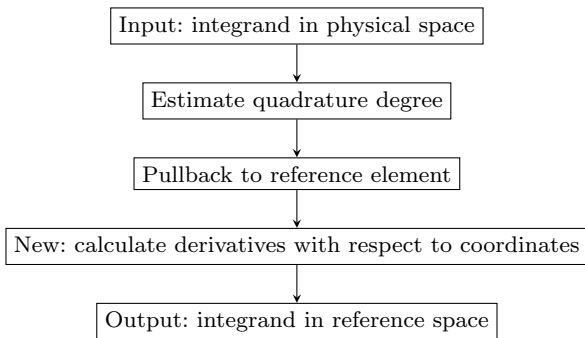 Input: integrand in physical space
Estimate quadrature degree
Pullback to reference element
New: calculate derivatives with respect to coordinates
Output: integrand in reference space